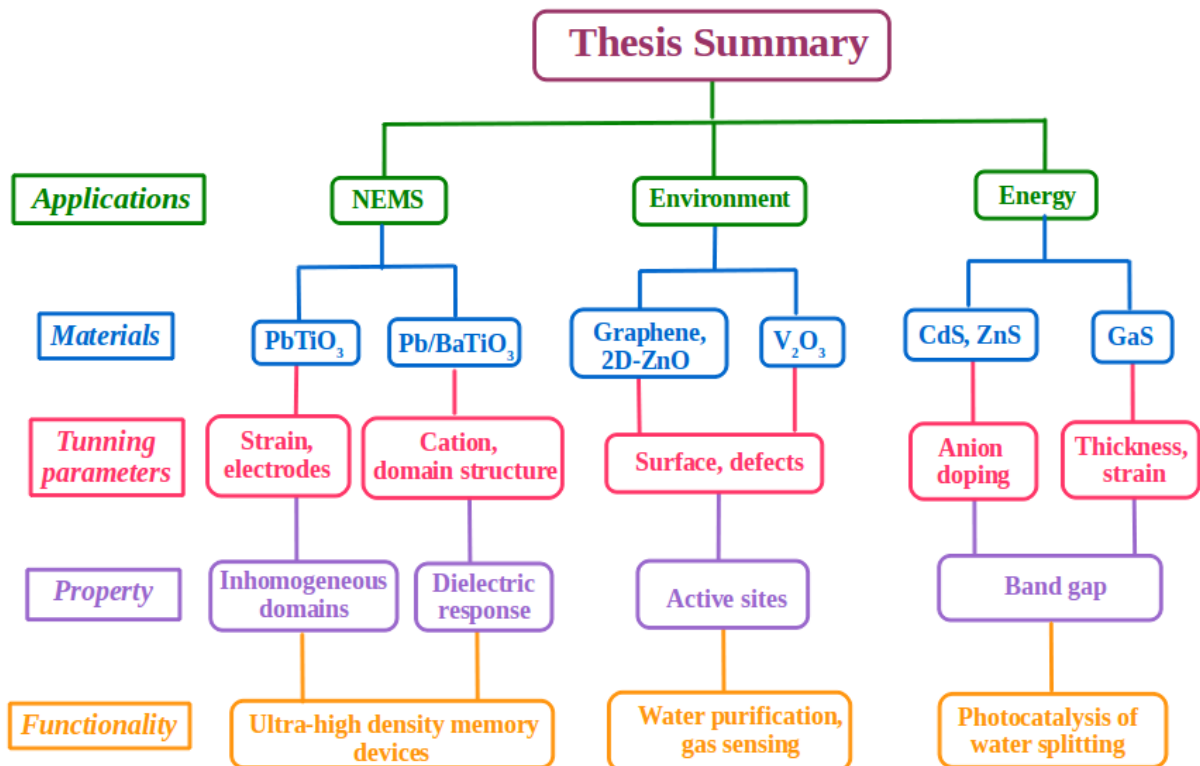 Thesis Summary
Applications
NEMS
Environment
Energy
Materials
PbTiO₃
Pb/BaTiO₃
Graphene,
2D-ZnO
V₂O₃
CdS, ZnS
GaS
Tunning
parameters
Strain,
electrodes
Cation,
domain structure
Surface, defects
Anion
doping
Thickness,
strain
Property
Inhomogeneous
domains
Dielectric
response
Active sites
Band gap
Functionality
Ultra-high density memory
devices
Water purification,
gas sensing
Photocatalysis of
water splitting